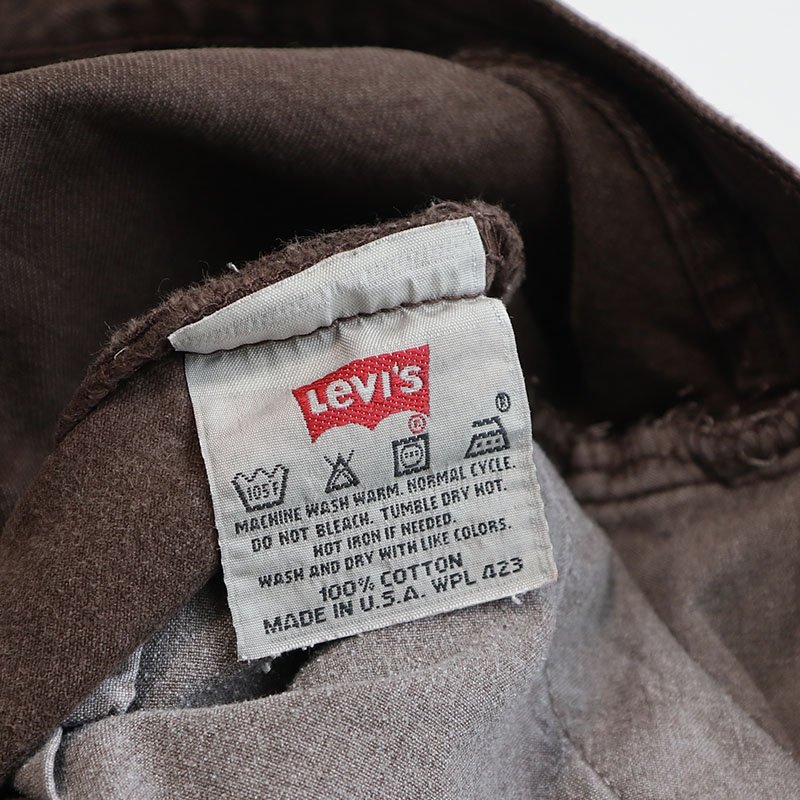 LEVI'S
®
®
105F
MACHINE WASH WARM. NORMAL CYCLE.
DO NOT BLEACH. TUMBLE DRY HOT.
HOT IRON IF NEEDED.
WASH AND DRY WITH LIKE COLORS.
100% COTTON
MADE IN U.S.A. WPL 423